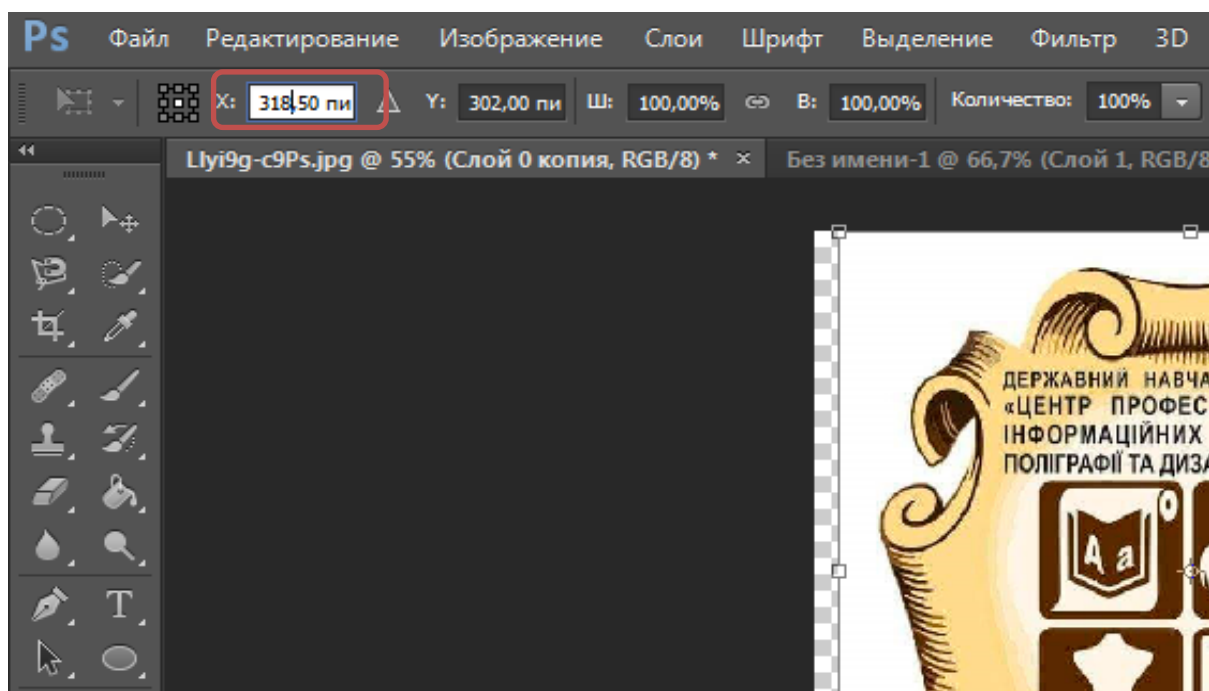 Ps Файл Редактирование Изображение Слои Шрифт Выделение Фильтр 3D
X: 318,50 пи Y: 302,00 пи Ш: 100,00% В: 100,00% Количество: 100%
Llyi9g-c9Ps.jpg @ 55% (Слой 0 копия, RGB/8) * × Без имени-1 @ 66,7% (Слой 1, RGB/8
ДЕРЖАВНИЙ НАВЧА
«ЦЕНТР ПРОФЕС
ІНФОРМАЦІЙНИХ
ПОЛІГРАФІЇ ТА ДИЗА
A a
T